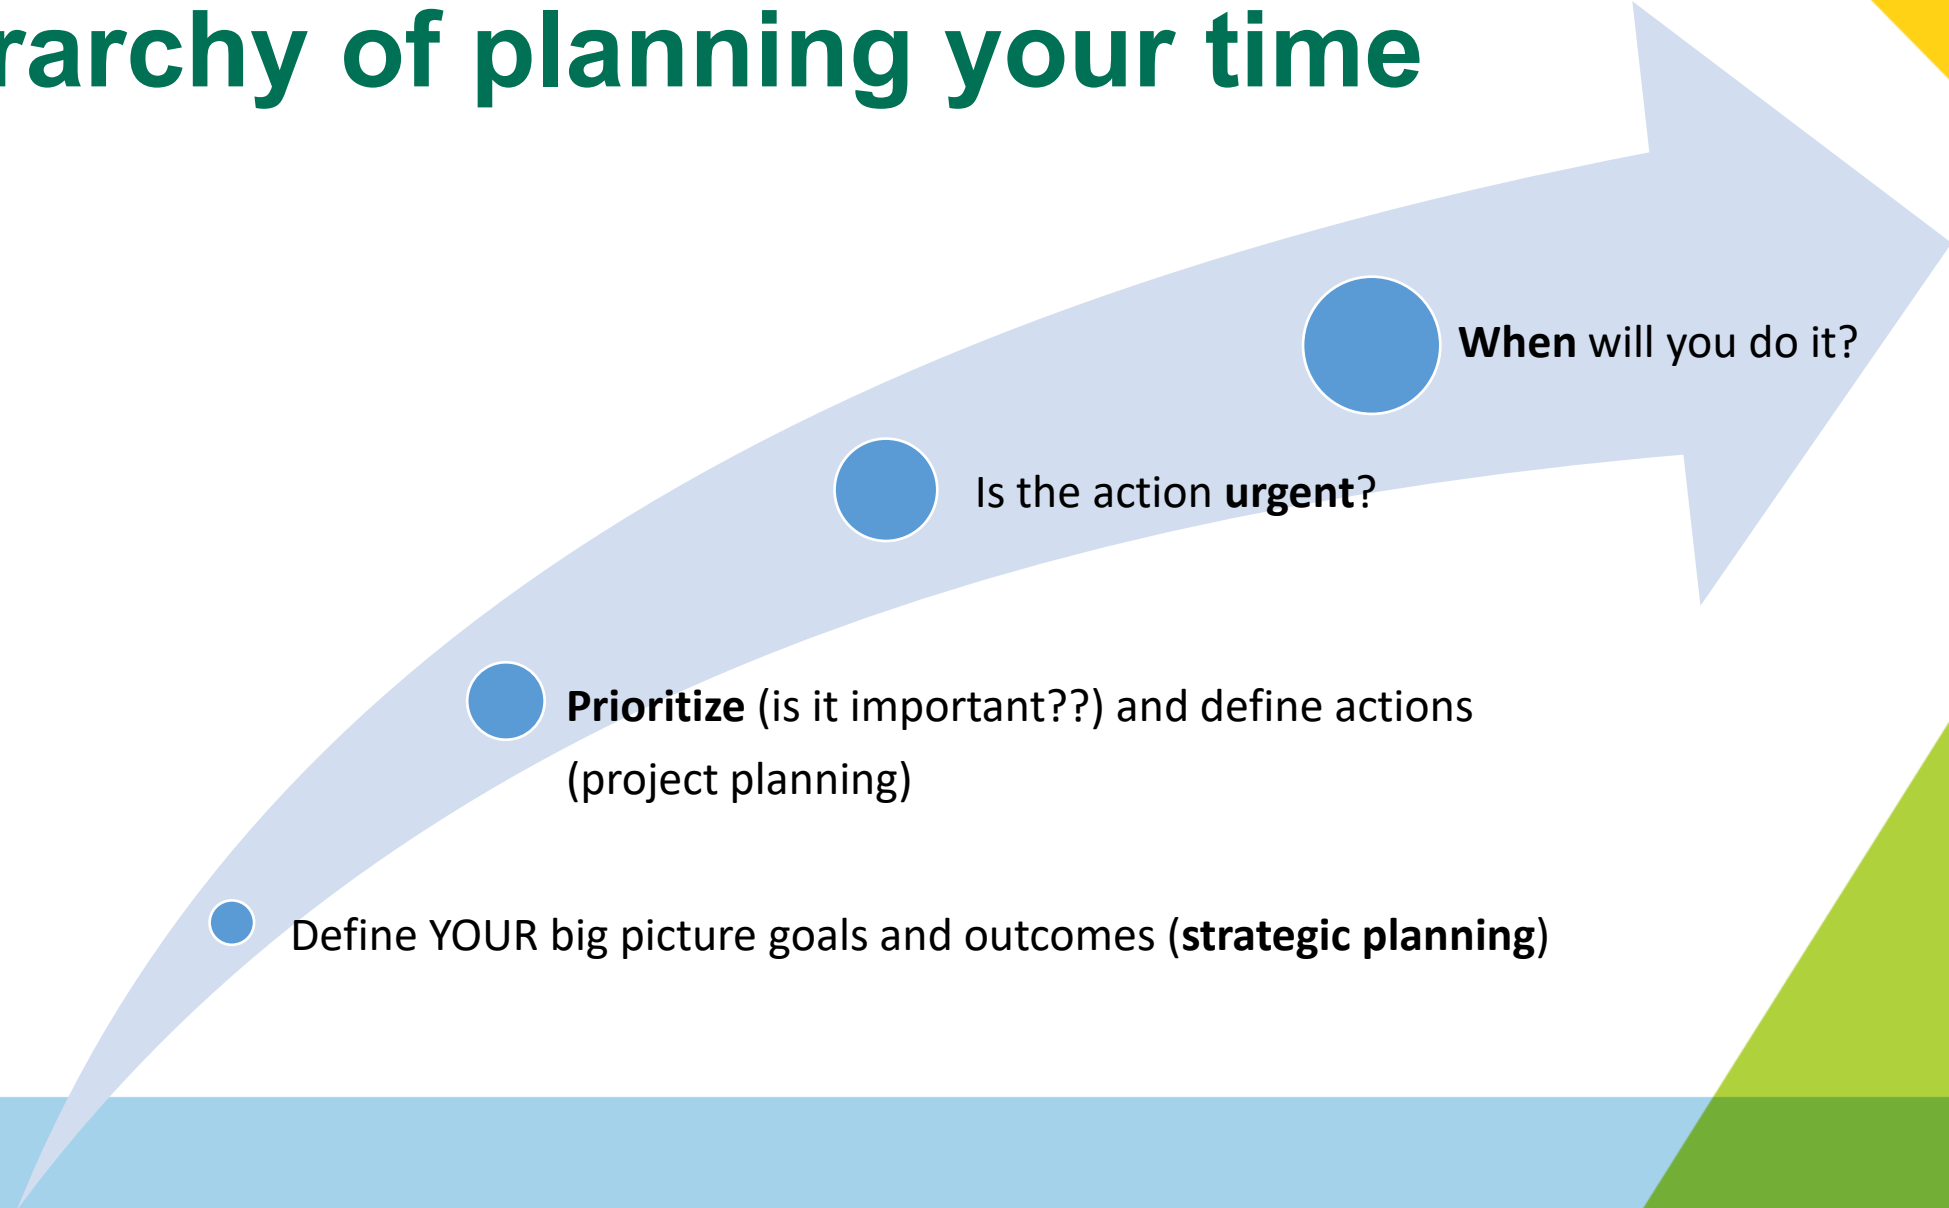 rarchy of planning your time
When will you do it?
Is the action urgent?
Prioritize (is it important??) and define actions
(project planning)
Define YOUR big picture goals and outcomes (strategic planning)